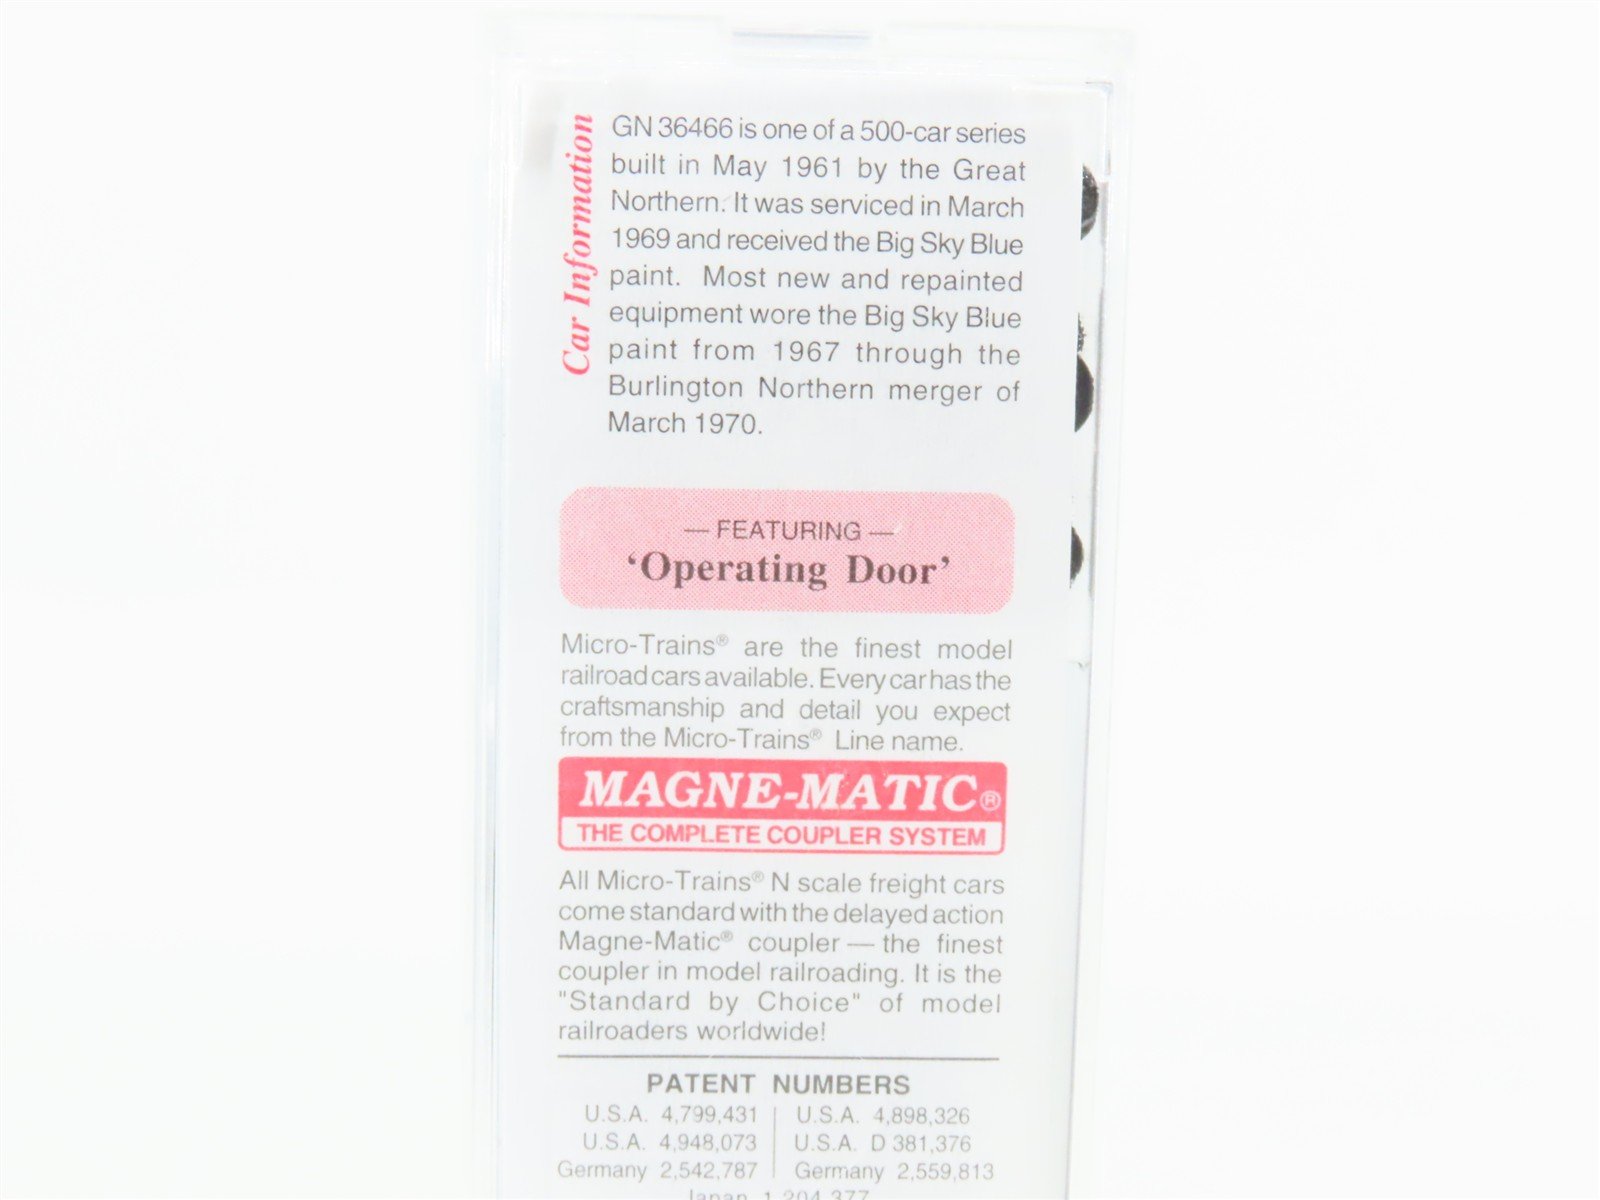 Car Information
GN 36466 is one of a 500-car series
built in May 1961 by the Great
Northern. It was serviced in March
1969 and received the Big Sky Blue
paint. Most new and repainted
equipment wore the Big Sky Blue
paint from 1967 through the
Burlington Northern merger of
March 1970.
— FEATURING —
‘Operating Door’
Micro-Trains® are the finest model
railroad cars available. Every car has the
craftsmanship and detail you expect
from the Micro-Trains® Line name.
MAGNE-MATIC®
THE COMPLETE COUPLER SYSTEM
All Micro-Trains® N scale freight cars
come standard with the delayed action
Magne-Matic® coupler — the finest
coupler in model railroading. It is the
"Standard by Choice" of model
railroaders worldwide!
PATENT NUMBERS
U.S.A. 4,799,431 | U.S.A. 4,898,326
U.S.A. 4,948,073 | U.S.A. D 381,376
Germany 2,542,787 | Germany 2,559,813
Japan 1,204,377